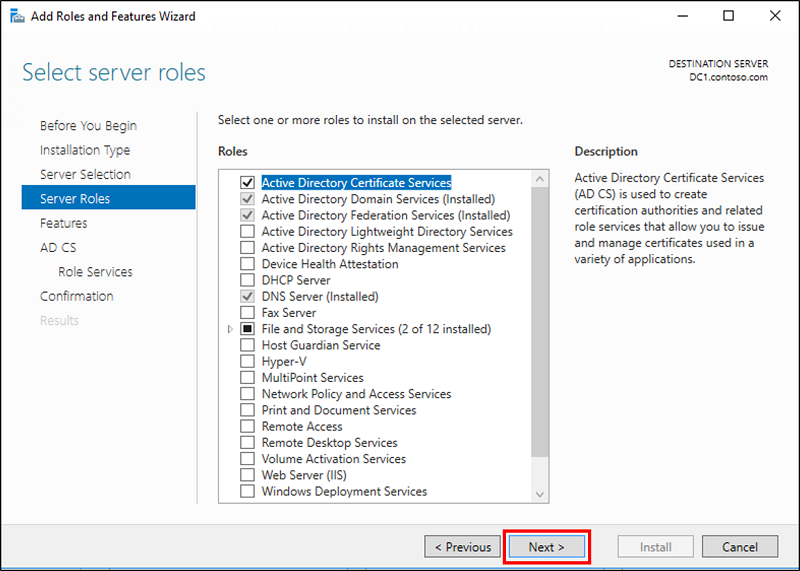 Add Roles and Features Wizard
Select server roles
DESTINATION SERVER
DC1.contoso.com
Before You Begin
Installation Type
Server Selection
Server Roles
Features
AD CS
Role Services
Confirmation
Results
Select one or more roles to install on the selected server.
Roles
Active Directory Certificate Services
Active Directory Domain Services (Installed)
Active Directory Federation Services (Installed)
Active Directory Lightweight Directory Services
Active Directory Rights Management Services
Device Health Attestation
DHCP Server
DNS Server (Installed)
Fax Server
File and Storage Services (2 of 12 installed)
Host Guardian Service
Hyper-V
MultiPoint Services
Network Policy and Access Services
Print and Document Services
Remote Access
Remote Desktop Services
Volume Activation Services
Web Server (IIS)
Windows Deployment Services
Description
Active Directory Certificate Services
(AD CS) is used to create
certification authorities and related
role services that allow you to issue
and manage certificates used in a
variety of applications.
< Previous
Next >
Install
Cancel